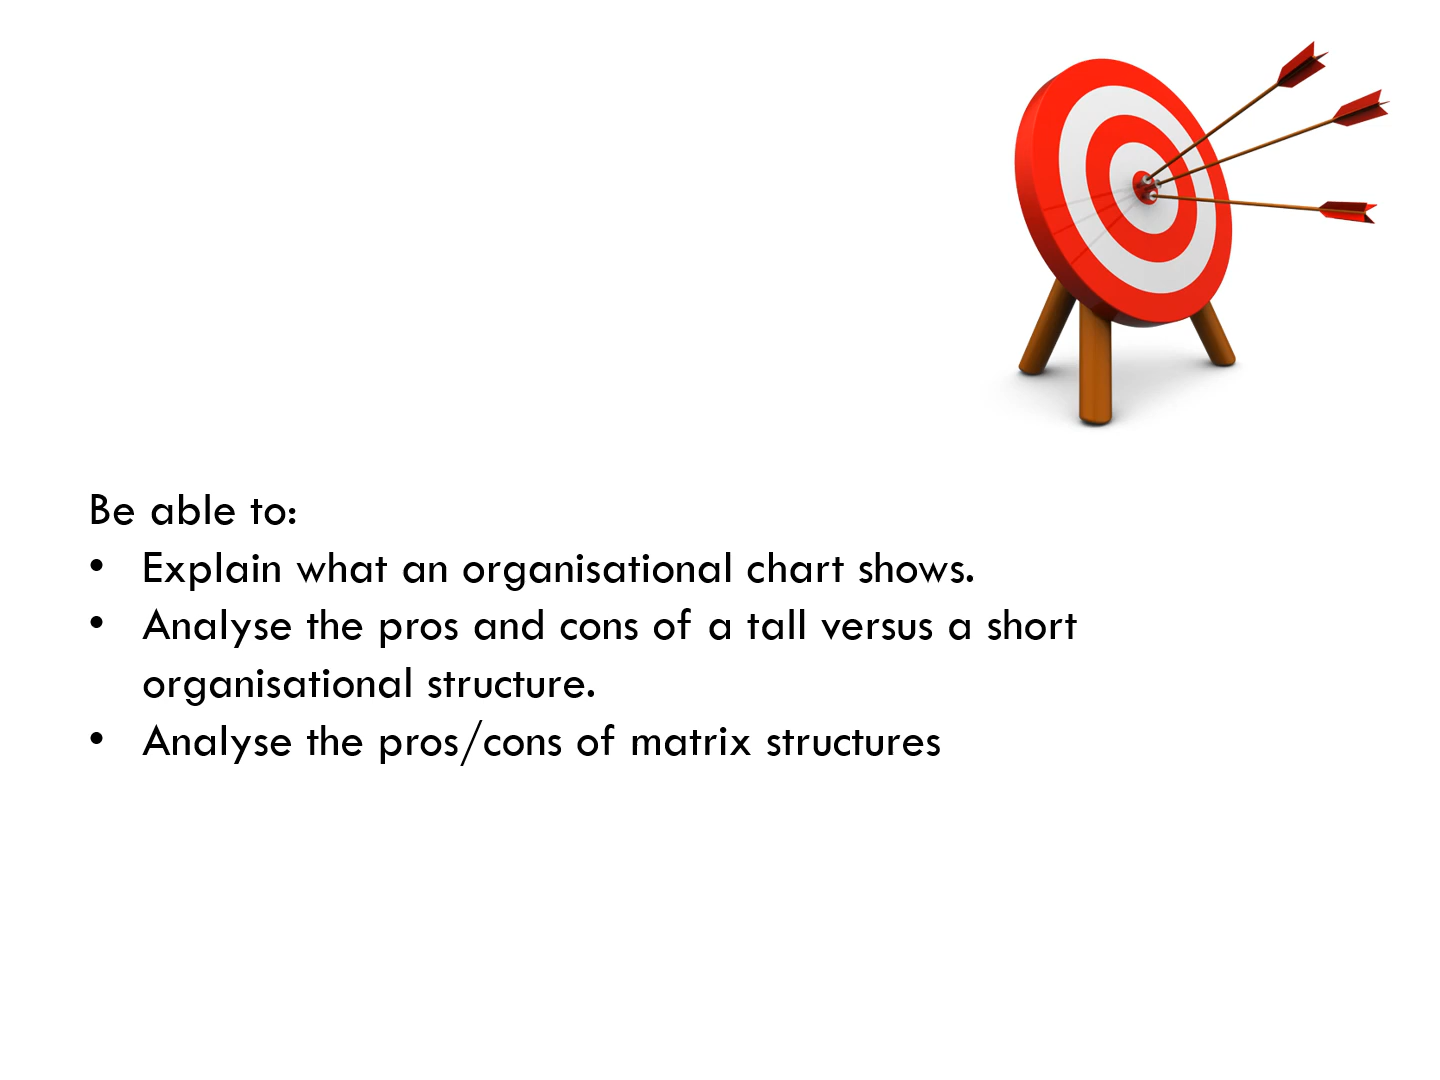 Be able to:
• Explain what an organisational chart shows.
• Analyse the pros and cons of a tall versus a short
organisational structure.
• Analyse the pros/cons of matrix structures